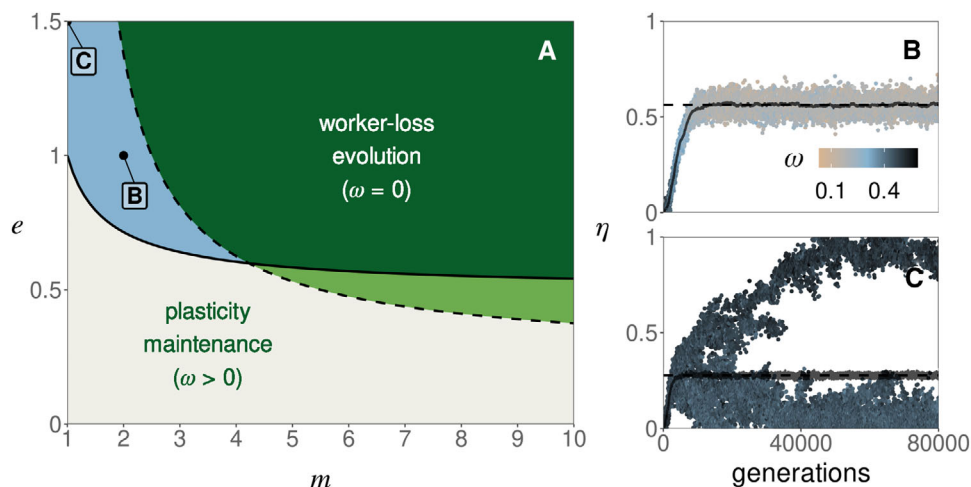 A
1.5
1
0.5
0
e
C
B
worker-loss
evolution
(ω = 0)
plasticity
maintenance
(ω > 0)
1 2 3 4 5 6 7 8 9 10
m
B
1
0.5
0
ω
0.1 0.4
η
C
1
0.5
0
0 40000 80000
generations